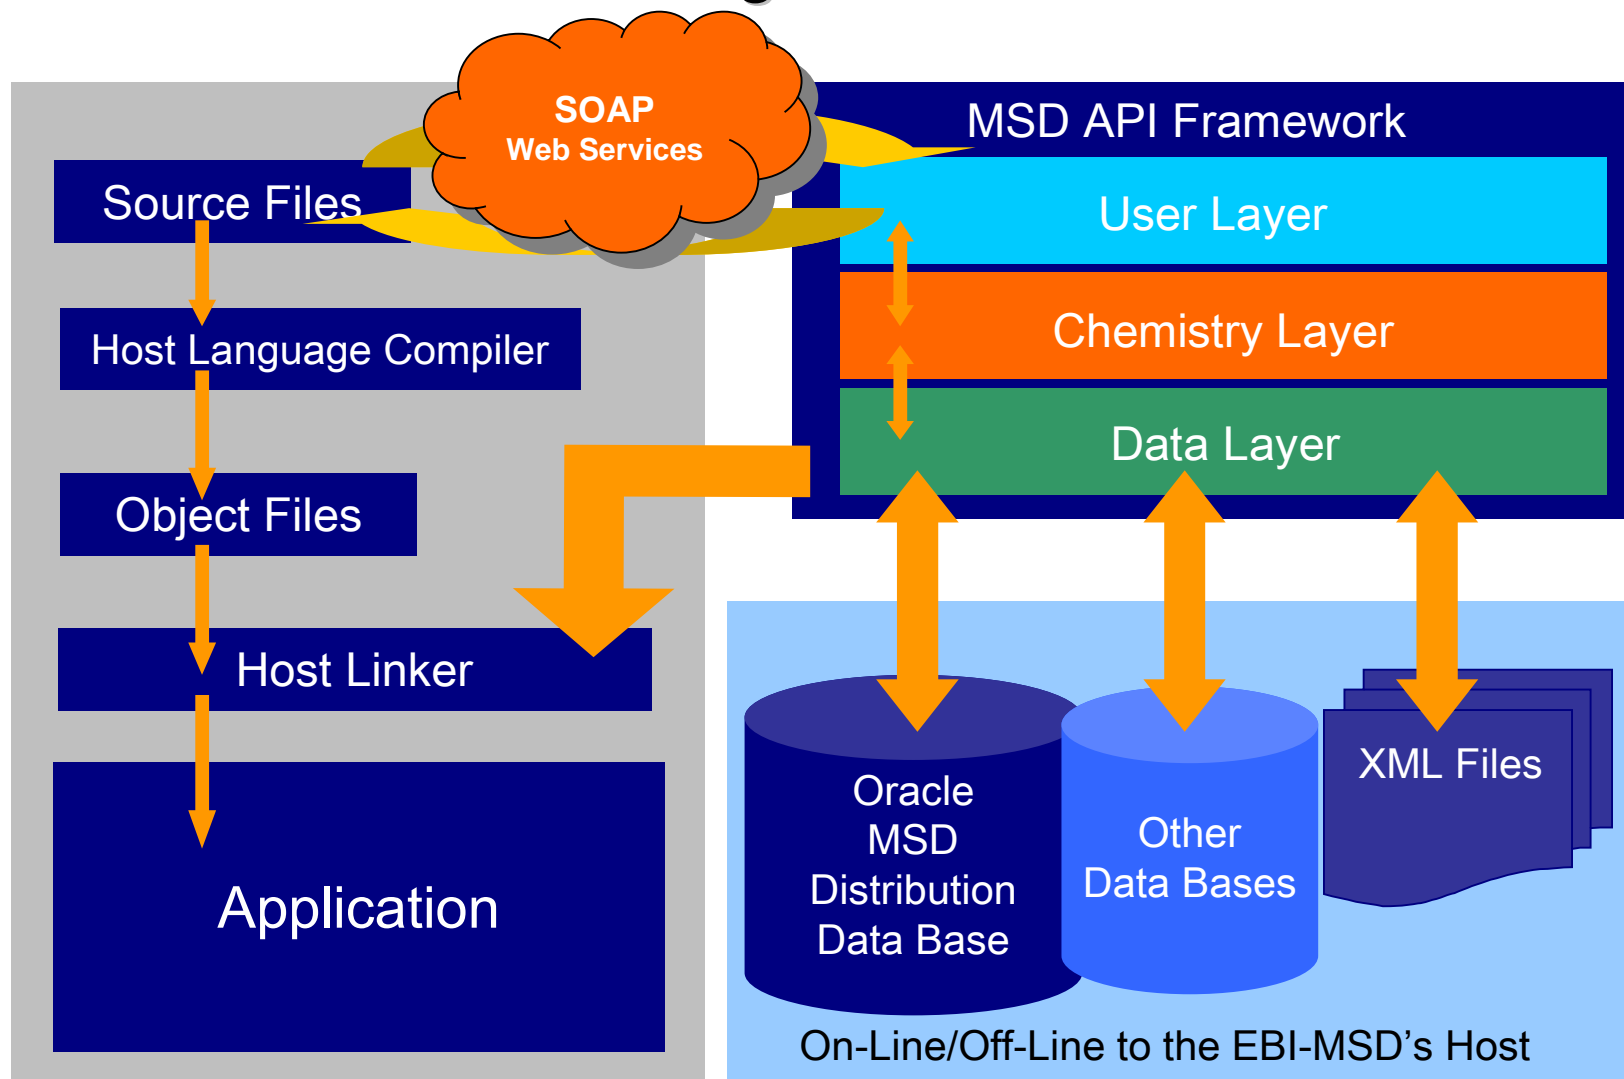 SOAP
Web Services
MSD API Framework
Source Files
User Layer
Host Language Compiler
Chemistry Layer
Data Layer
Object Files
Host Linker
Application
Oracle
MSD
Distribution
Data Base
Other
Data Bases
XML Files
On-Line/Off-Line to the EBI-MSD’s Host